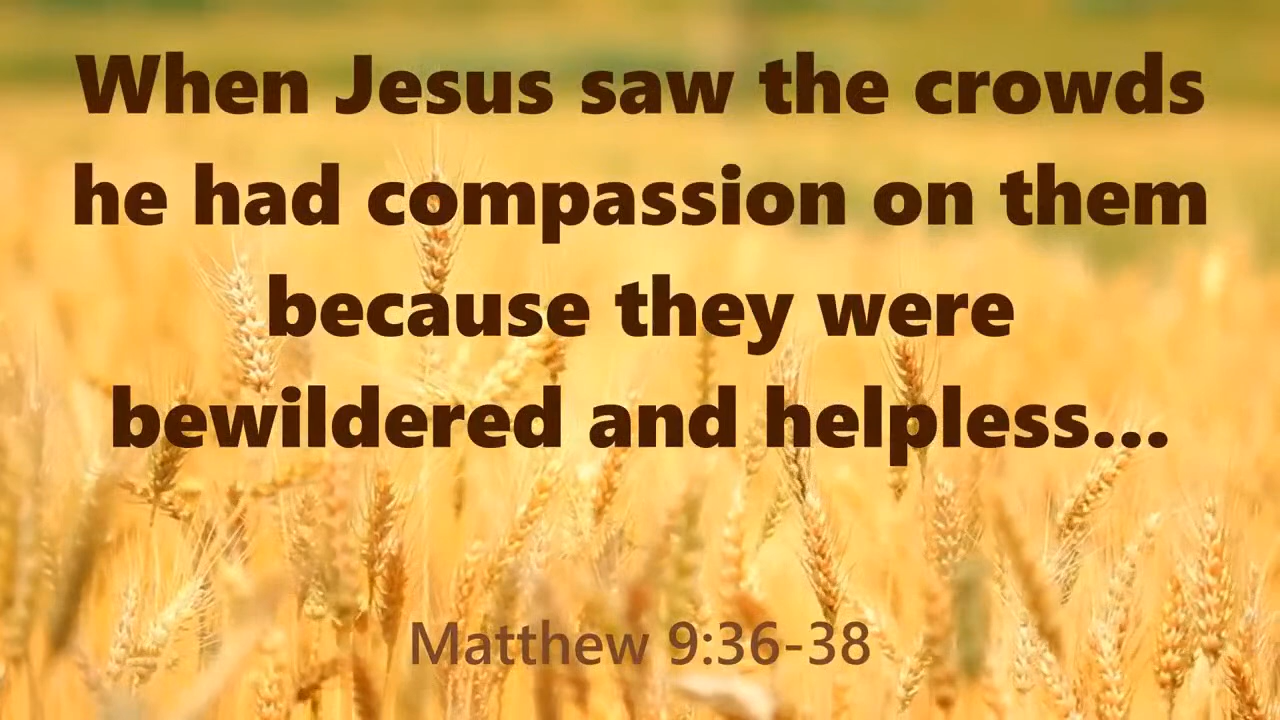 When Jesus saw the crowds
he had compassion on them
because they were
bewildered and helpless...
Matthew 9:36-38